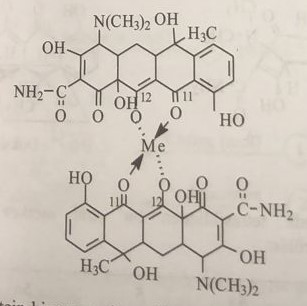 N(CH₃)₂ OH
HO H₃C
NH₂ C OH 12 11
O O O O HO
Me
HO O O OH O O
11 12 C NH₂
H₃C OH OH
N(CH₃)₂